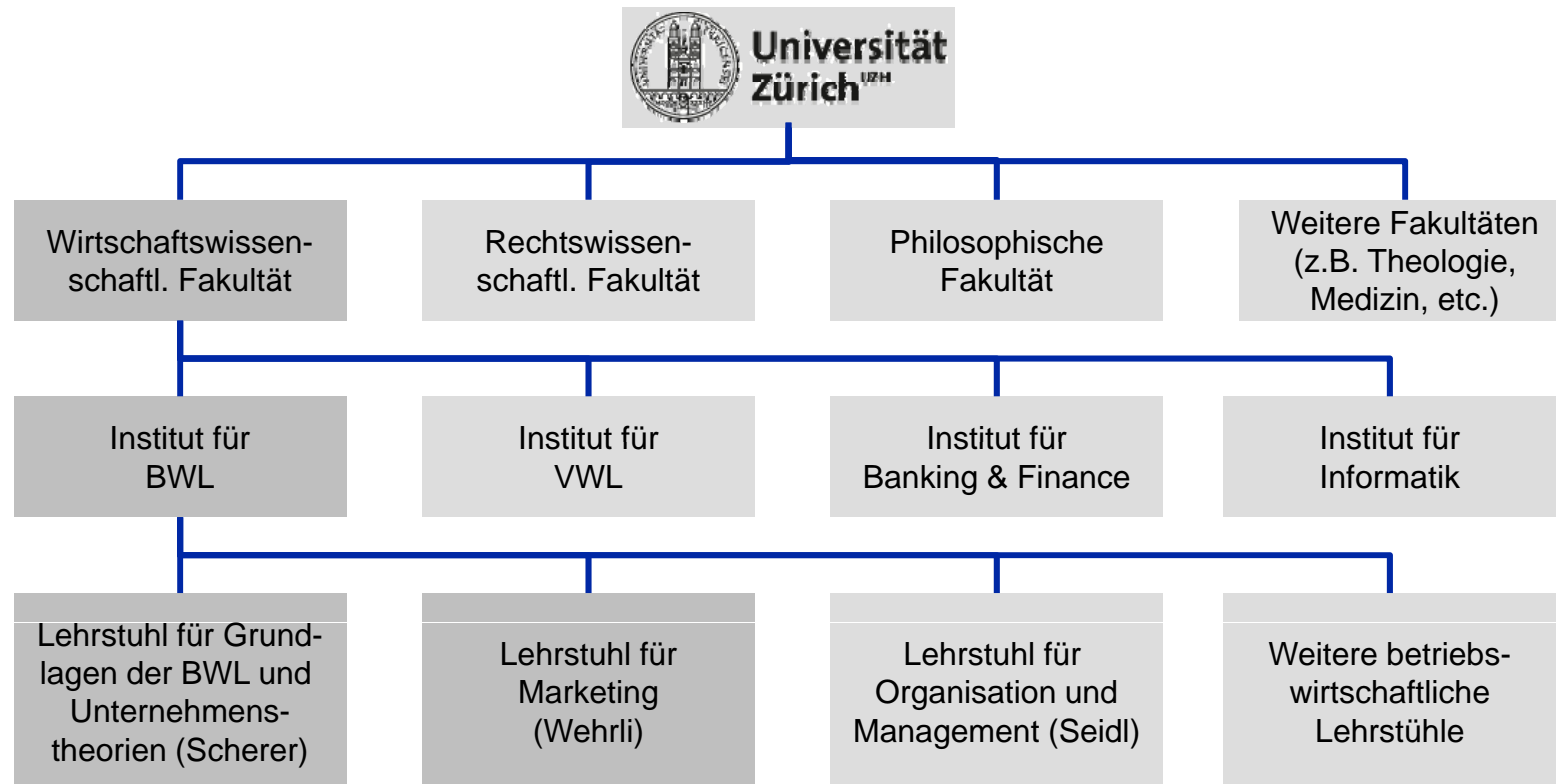 Universität
Zürich UZH
Wirtschaftswissen-
schaftl. Fakultät
Rechtswissen-
schaftl. Fakultät
Philosophische
Fakultät
Weitere Fakultäten
(z.B. Theologie,
Medizin, etc.)
Institut für
BWL
Institut für
VWL
Institut für
Banking & Finance
Institut für
Informatik
Lehrstuhl für Grund-
lagen der BWL und
Unternehmens-
theorien (Scherer)
Lehrstuhl für
Marketing
(Wehrli)
Lehrstuhl für
Organisation und
Management (Seidl)
Weitere betriebs-
wirtschaftliche
Lehrstühle